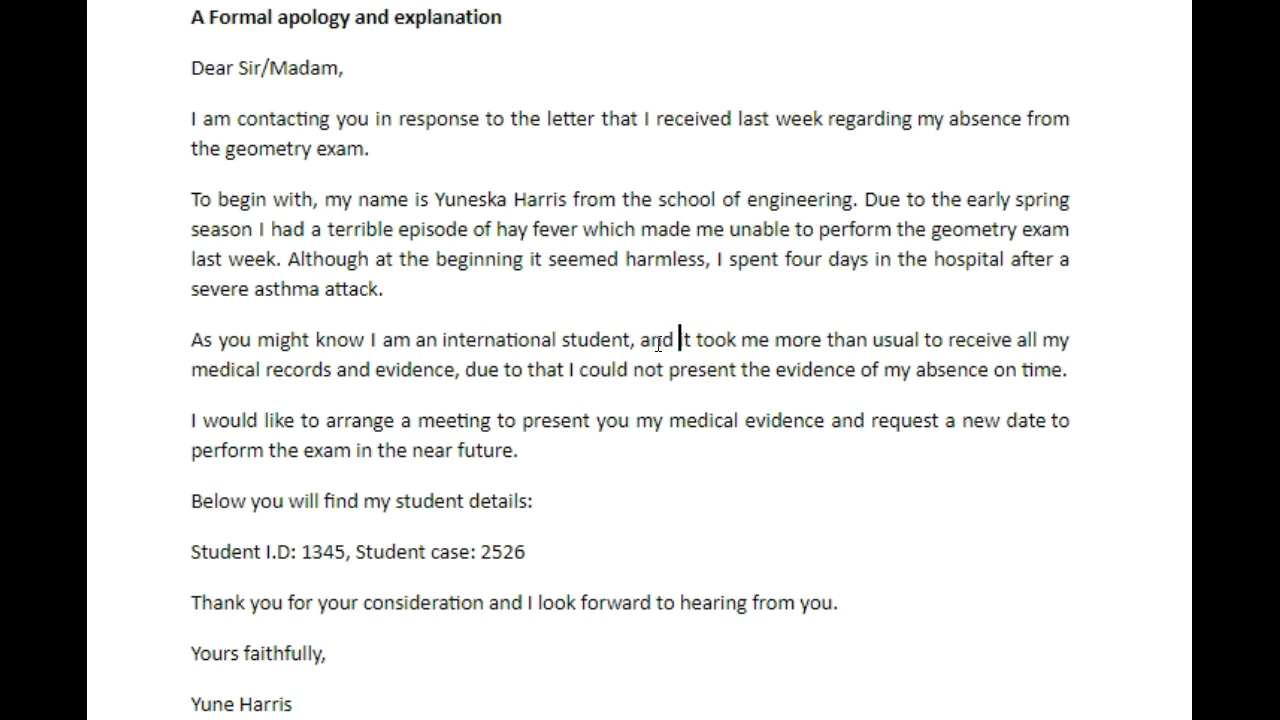 A Formal apology and explanation
Dear Sir/Madam,
I am contacting you in response to the letter that I received last week regarding my absence from
the geometry exam.
To begin with, my name is Yuneska Harris from the school of engineering. Due to the early spring
season I had a terrible episode of hay fever which made me unable to perform the geometry exam
last week. Although at the beginning it seemed harmless, I spent four days in the hospital after a
severe asthma attack.
As you might know I am an international student, and it took me more than usual to receive all my
medical records and evidence, due to that I could not present the evidence of my absence on time.
I would like to arrange a meeting to present you my medical evidence and request a new date to
perform the exam in the near future.
Below you will find my student details:
Student I.D: 1345, Student case: 2526
Thank you for your consideration and I look forward to hearing from you.
Yours faithfully,
Yune Harris